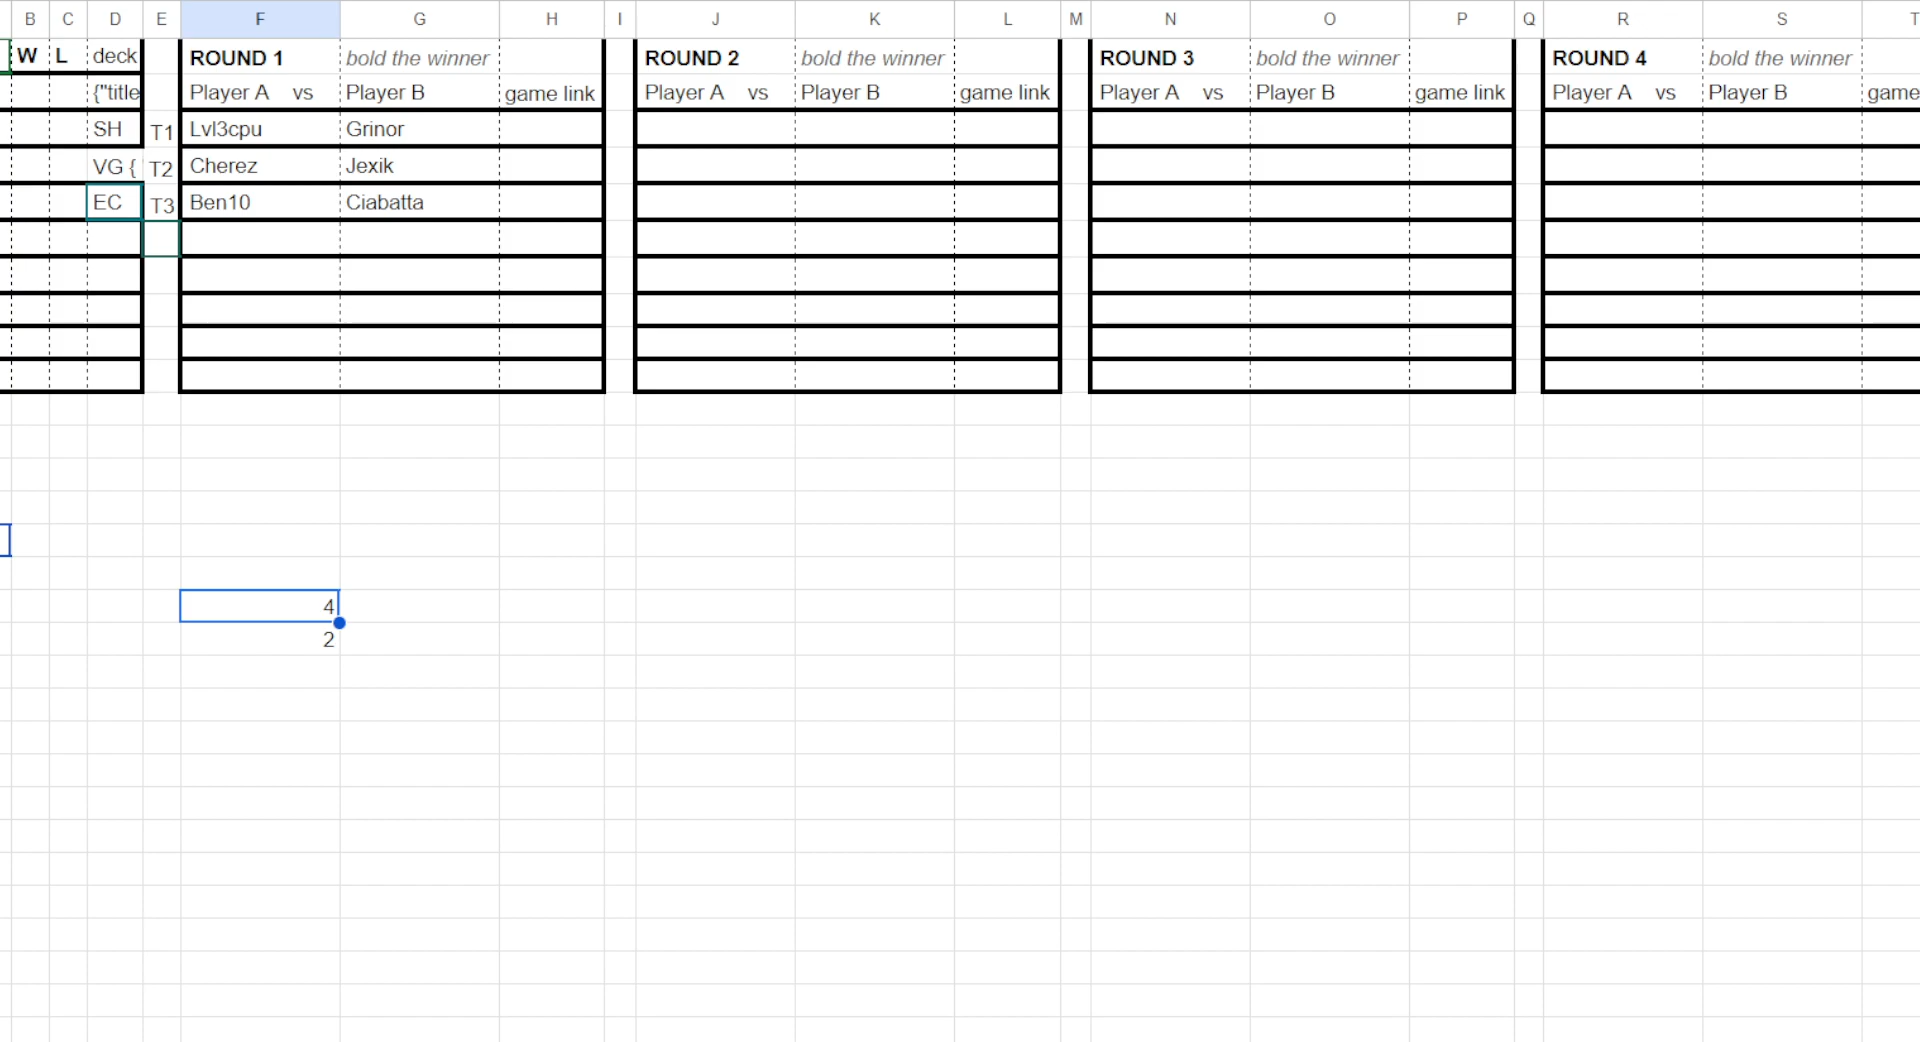 B C D E F G H I J K L M N O P Q R S T
W L deck ROUND 1 bold the winner ROUND 2 bold the winner ROUND 3 bold the winner ROUND 4 bold the winner
{"title Player A vs Player B game link Player A vs Player B game link Player A vs Player B game link Player A vs Player B game
SH T1 Lvl3cpu Grinor
VG { T2 Cherez Jexik
EC T3 Ben10 Ciabatta
4
2